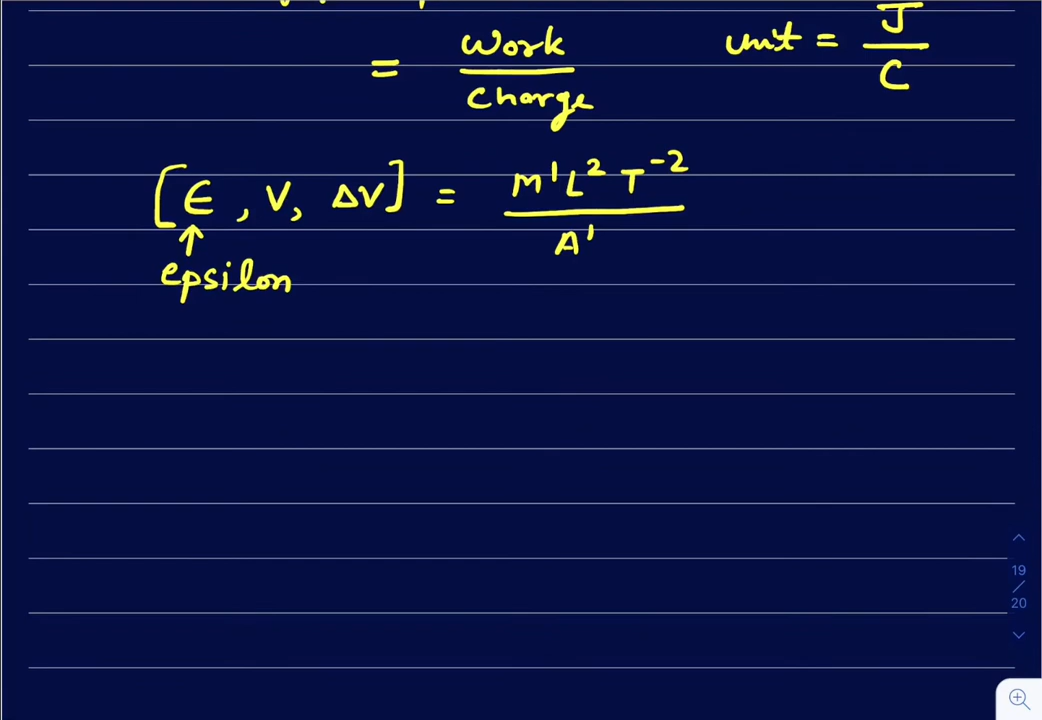 = Work / Charge
unit = J / C
[ϵ, V, ΔV] = M¹L²T⁻² / A¹
↑
epsilon
19
/
20